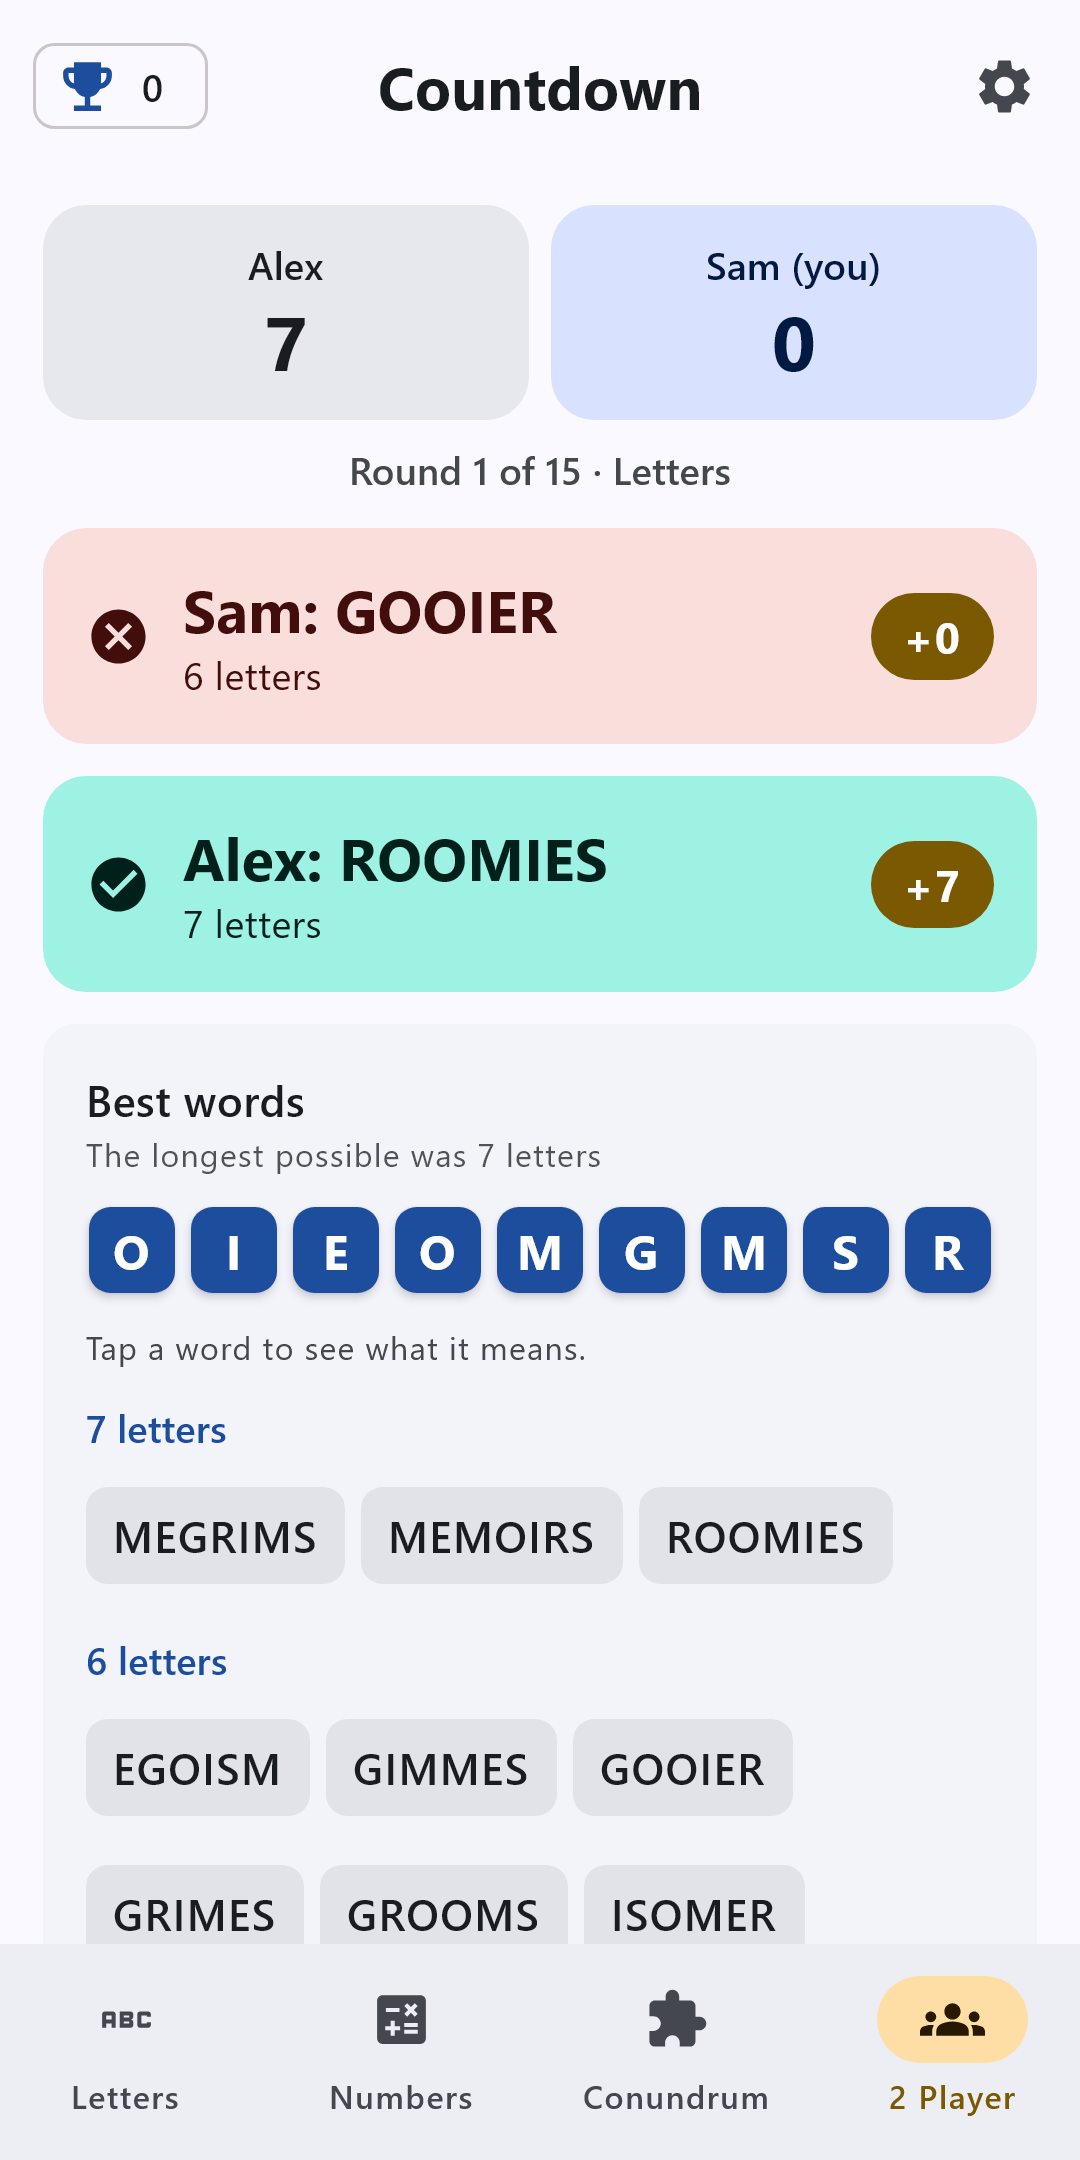 0
Countdown
Alex
7
Sam (you)
0
Round 1 of 15 · Letters
Sam: GOOIER
6 letters
+0
Alex: ROOMIES
7 letters
+7
Best words
The longest possible was 7 letters
O I E O M G M S R
Tap a word to see what it means.
7 letters
MEGRIMS MEMOIRS ROOMIES
6 letters
EGOISM GIMMES GOOIER
GRIMES GROOMS ISOMER
ABC
Letters Numbers Conundrum 2 Player